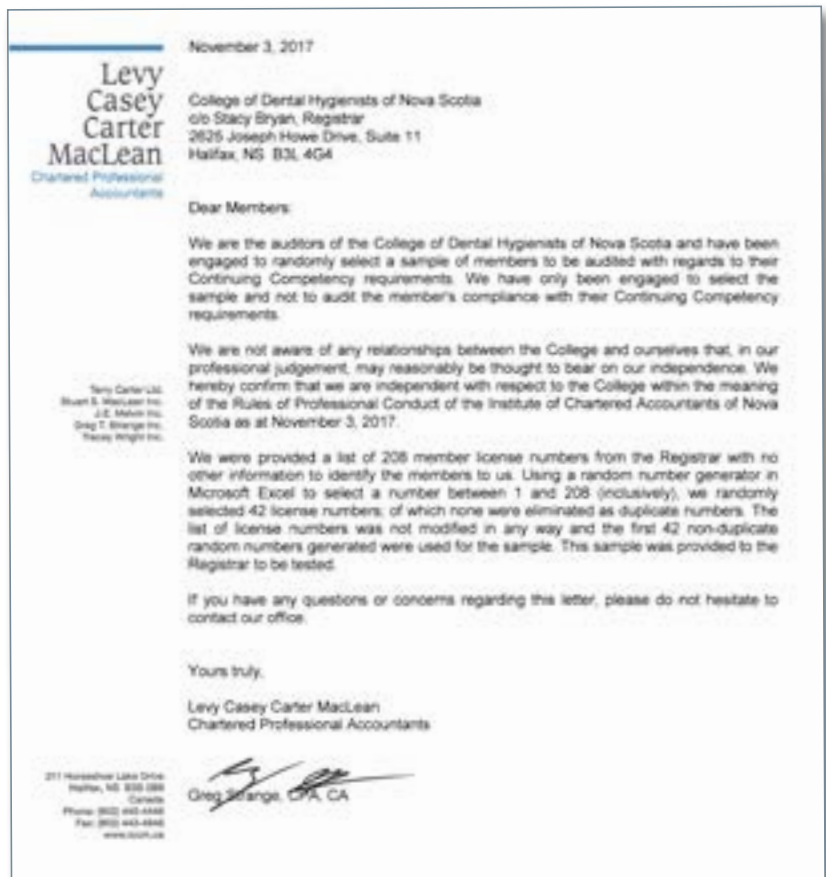 November 3, 2017
Levy
Casey
Carter
MacLean
Chartered Professional
Accountants
College of Dental Hygienists of Nova Scotia
c/o Stacy Bryan, Registrar
2625 Joseph Howe Drive, Suite 11
Halifax, NS B3L 4G4
Dear Members:
We are the auditors of the College of Dental Hygienists of Nova Scotia and have been
engaged to randomly select a sample of members to be audited with regards to their
Continuing Competency requirements. We have only been engaged to select the
sample and not to audit the member's compliance with their Continuing Competency
requirements.
We are not aware of any relationships between the College and ourselves that, in our
professional judgement, may reasonably be thought to bear on our independence. We
hereby confirm that we are independent with respect to the College within the meaning
of the Rules of Professional Conduct of the Institute of Chartered Accountants of Nova
Scotia as at November 3, 2017.
Terry Carter Ltd.
Stuart S. MacLean Inc.
J.E. Melvin Inc.
Greg T. Strange Inc.
Tracey Wright Inc.
We were provided a list of 208 member license numbers from the Registrar with no
other information to identify the members to us. Using a random number generator in
Microsoft Excel to select a number between 1 and 208 (inclusively), we randomly
selected 42 license numbers; of which none were eliminated as duplicate numbers. The
list of license numbers was not modified in any way and the first 42 non-duplicate
random numbers generated were used for the sample. This sample was provided to the
Registrar to be tested.
If you have any questions or concerns regarding this letter, please do not hesitate to
contact our office.
Yours truly,
Levy Casey Carter MacLean
Chartered Professional Accountants
Greg Strange, CPA, CA
Horseshoe Lake Drive
Halifax, NS
Canada
Phone: (902)
Fax: (902)